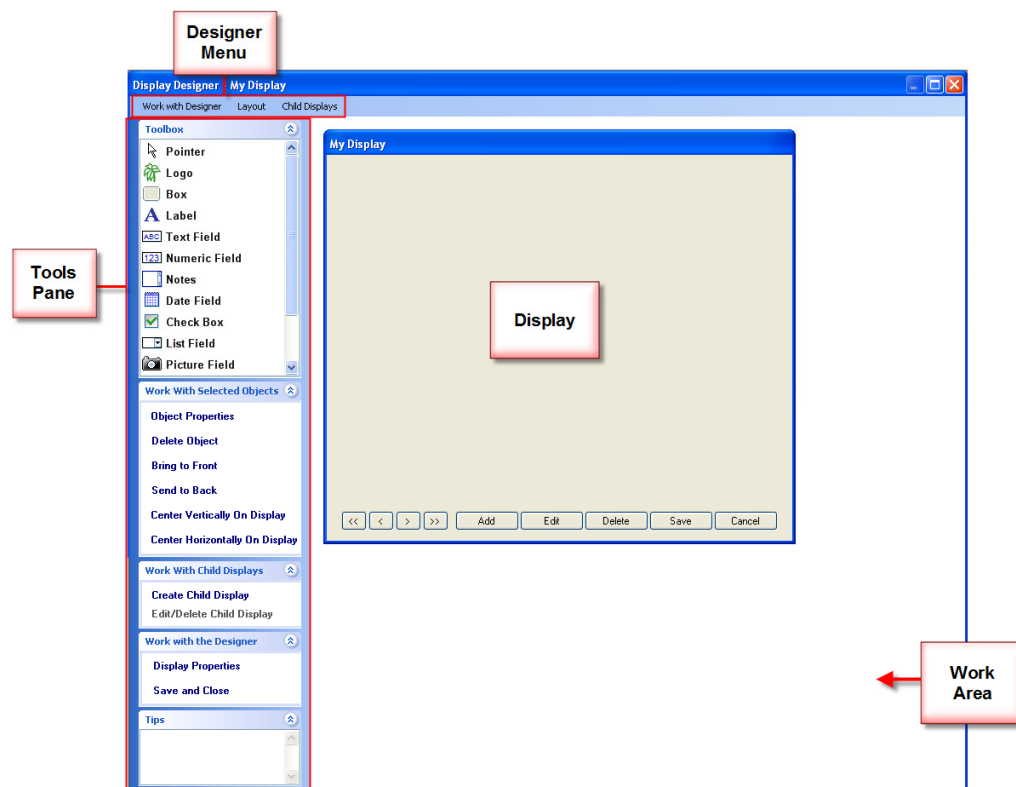 Designer
Menu
Display Designer - My Display
Work with Designer Layout Child Displays
Toolbox
Pointer
Logo
Box
A Label
ABC Text Field
123 Numeric Field
Notes
Date Field
Check Box
List Field
Picture Field
Work With Selected Objects
Object Properties
Delete Object
Bring to Front
Send to Back
Center Vertically On Display
Center Horizontally On Display
Work With Child Displays
Create Child Display
Edit/Delete Child Display
Work with the Designer
Display Properties
Save and Close
Tips
Tools
Pane
My Display
Display
<< < > >> Add Edit Delete Save Cancel
Work
Area